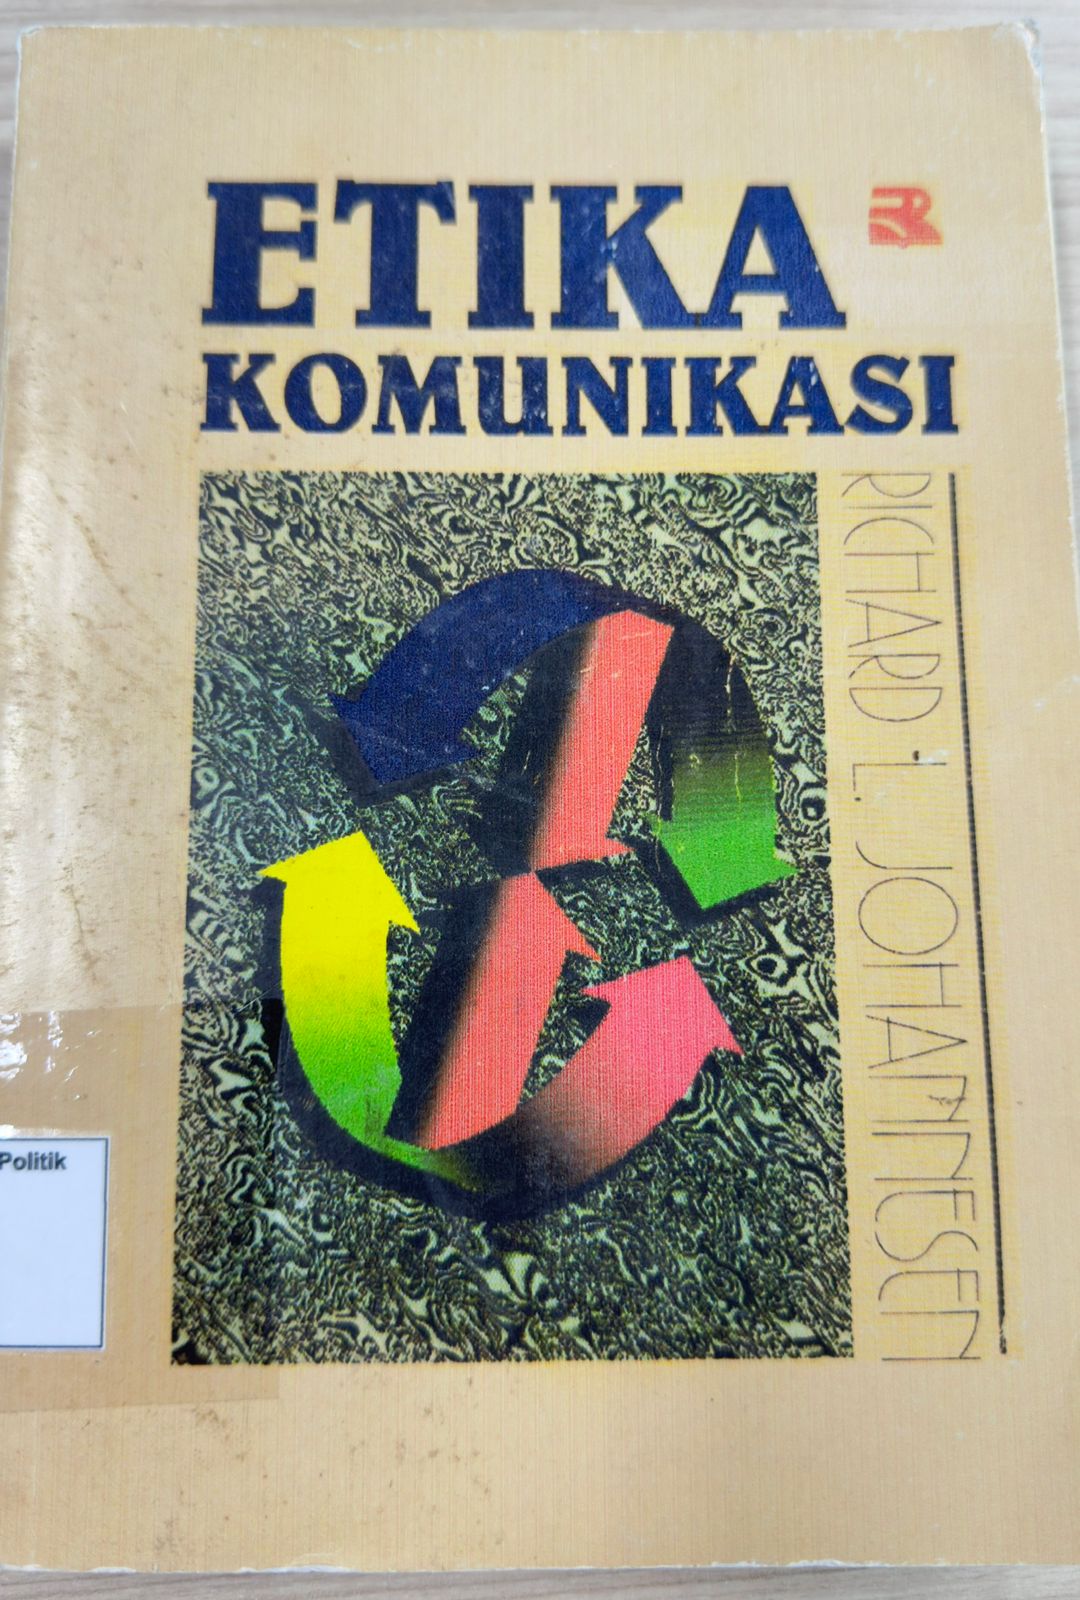 ETIKA
KOMUNIKASI
RICHARD L. JOHANNESEN
Politik